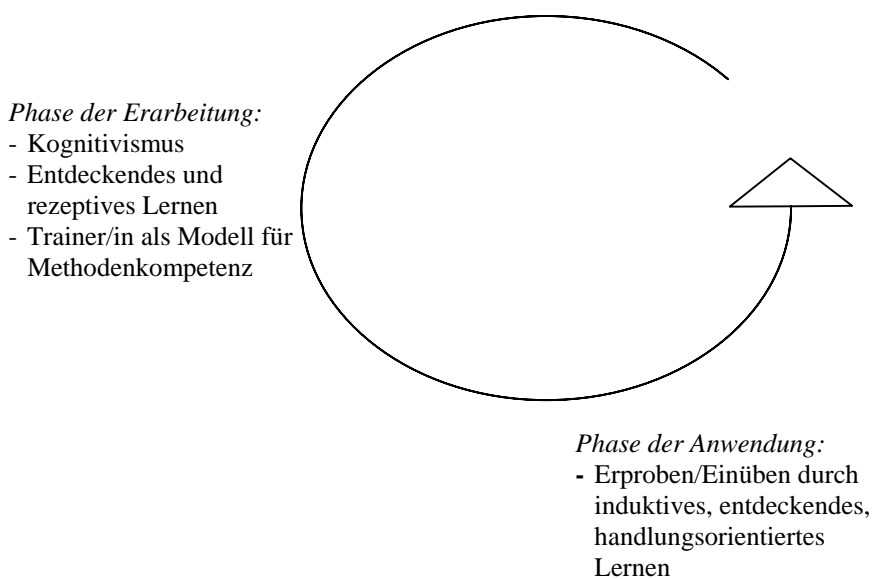 Phase der Erarbeitung:
- Kognitivismus
- Entdeckendes und
rezeptives Lernen
- Trainer/in als Modell für
Methodenkompetenz
Phase der Anwendung:
- Erproben/Einüben durch
induktives, entdeckendes,
handlungsorientiertes
Lernen